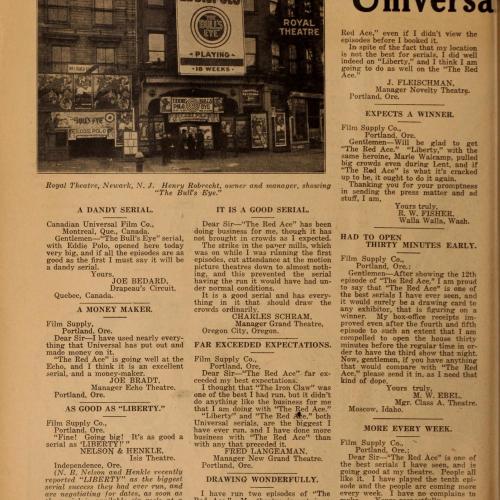 Universa
BULL'S EYE
ROYAL
THEATRE
PLAYING
18 WEEKS
BULL'S EYE
EDDIE POLO
Royal Theatre, Newark, N. J. Henry Robrecht, owner and manager, showing
"The Bull's Eye."
A DANDY SERIAL.
Canadian Universal Film Co.,
Montreal, Que, Canada.
Gentlemen—"The Bull's Eye" serial,
with Eddie Polo, opened here today
very big, and if all the episodes are as
good as the first I must say it will be
a dandy serial.
Yours,
JOE BEDARD,
Drapeau's Circuit.
Quebec, Canada.
A MONEY MAKER.
Film Supply,
Portland, Ore.
Dear Sir—I have used nearly every-
thing that Universal has put out and
made money on it.
"The Red Ace" is going well at the
Echo, and I think it is an excellent
serial, and a money-maker.
JOE BRADT,
Manager Echo Theatre.
Portland, Ore.
AS GOOD AS "LIBERTY."
Film Supply Co.,
Portland, Ore.
"Fine! Going big! It's as good a
serial as "LIBERTY!"
NELSON & HENKLE,
Isis Theatre.
Independence, Ore.
(N. B. Nelson and Henkle recently
reported "LIBERTY" as the biggest
serial success they had ever run, and
are negotiating for dates, as soon as
IT IS A GOOD SERIAL.
Dear Sir—"The Red Ace" has been
doing business for me, though it has
not brought in crowds as I expected.
The strike in the paper mills, which
was on while I was running the first
episodes, cut attendance at the motion
picture theatres down to almost noth-
ing, and this prevented the serial
having the run it would have had un-
der normal conditions.
It is a good serial and has every-
thing in it that should draw the
crowds ordinarily.
CHARLES SCHRAM,
Manager Grand Theatre.
Oregon City, Oregon.
FAR EXCEEDED EXPECTATIONS.
Film Supply Co.,
Portland, Ore.
Dear Sir—"The Red Ace" far ex-
ceeded my best expectations.
I thought that "The Iron Claw" was
one of the best I had run, but it didn't
do anything like the business for me
that I am doing with "The Red Ace."
"Liberty" and "The Red Ace," both
Universal serials, are the biggest I
have ever run, and I have done more
business with "The Red Ace" than
with any that preceded it.
FRED LANGEAMAN.
Manager New Grand Theatre.
Portland, Ore.
DRAWING WONDERFULLY.
I have run two episodes of "The
Red Ace," even if I didn't view the
episodes before I booked it.
In spite of the fact that my location
is not the best for serials, I did well
indeed on "Liberty," and I think I am
going to do as well on the "The Red
Ace."
J. FLEISCHMAN,
Manager Novelty Theatre.
Portland, Ore.
EXPECTS A WINNER.
Film Supply Co.,
Portland, Ore.
Gentlemen—Will be glad to get
"The Red Ace." "Liberty," with the
same heroine, Marie Walcamp, pulled
big crowds even during Lent, and if
"The Red Ace" is what it's cracked
up to be, it ought to do it again.
Thanking you for your promptness
in sending the press matter and ad
stuff, I am,
Yours truly,
R. W. FISHER.
Walla Walla, Wash.
HAD TO OPEN
THIRTY MINUTES EARLY.
Film Supply Co.,
Portland, Ore.:
Gentlemen—After showing the 12th
episode of "The Red Ace," I am proud
to say that "The Red Ace" is one of
the best serials I have ever seen, and
it would surely be a drawing card to
any exhibitor, that is figuring on a
winner. My box-office receipts im-
proved even after the fourth and fifth
episode to such an extent that I am
compelled to open the house thirty
minutes before the regular time in or-
der to have the third show that night.
Now, gentlemen, if you have anything
that would compare with "The Red
Ace," please send it in, as I need that
kind of dope.
Yours truly,
M. W. EBEL,
Mgr. Class A. Theatre.
Moscow, Idaho.
MORE EVERY WEEK.
Film Supply Co.,
Portland, Ore.
Dear Sir—"The Red Ace" is one of
the best serials I have seen, and is
going good at my theatre. People all
like it. I have played the tenth epi-
sode and the people keep coming more
every week. I have no complaints to